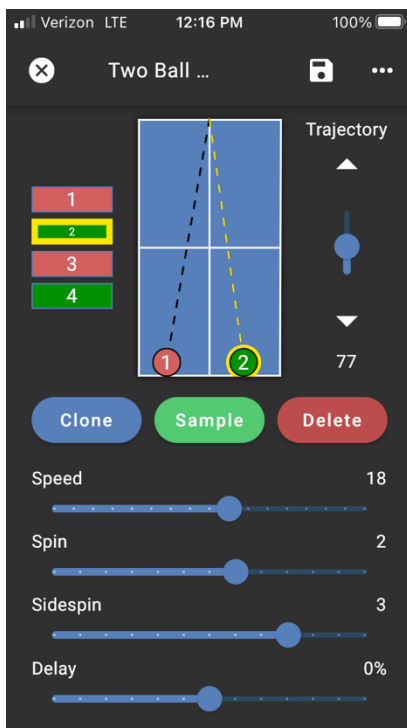 Verizon LTE 12:16 PM 100%
Two Ball ...
Trajectory
1
2
3
4
1 2
77
Clone Sample Delete
Speed 18
Spin 2
Sidespin 3
Delay 0%